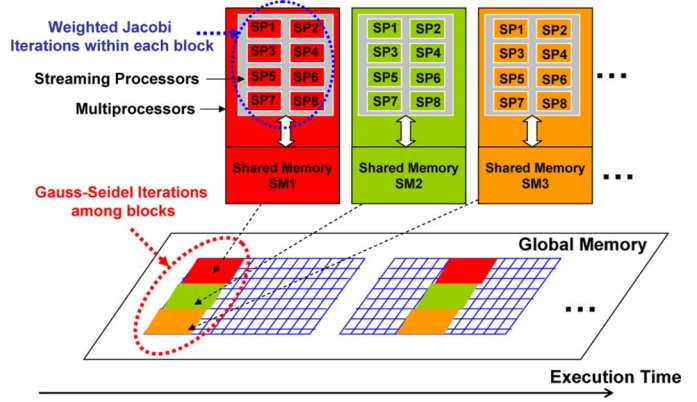 Weighted Jacobi
Iterations within each block
Streaming Processors
Multiprocessors
SP1 SP2
SP3 SP4
SP5 SP6
SP7 SP8
Shared Memory
SM1
SP1 SP2
SP3 SP4
SP5 SP6
SP7 SP8
Shared Memory
SM2
SP1 SP2
SP3 SP4
SP5 SP6
SP7 SP8
Shared Memory
SM3
...
...
Gauss-Seidel Iterations
among blocks
Global Memory
...
Execution Time